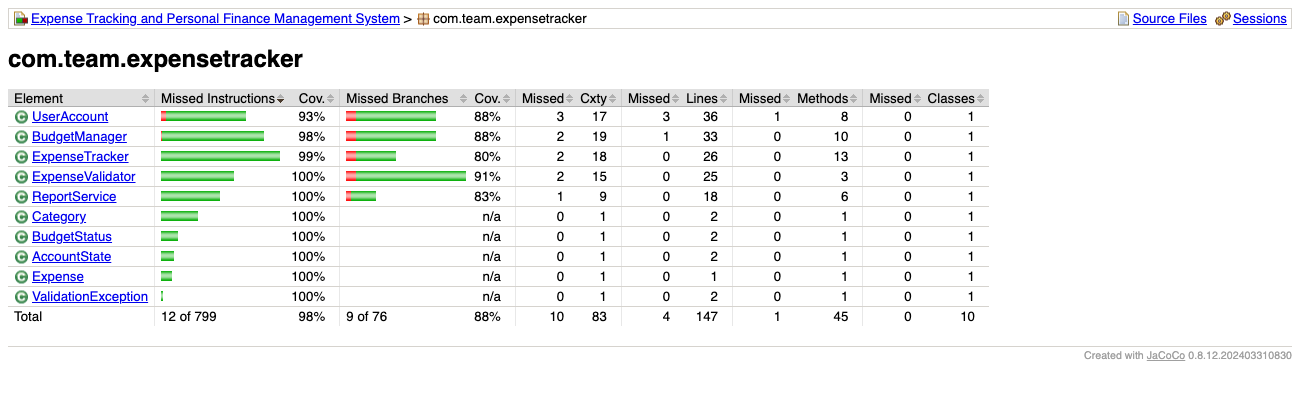 Expense Tracking and Personal Finance Management System > com.team.expensetracker Source Files Sessions
com.team.expensetracker
Element Missed Instructions Cov. Missed Branches Cov. Missed Cxty Missed Lines Missed Methods Missed Classes
UserAccount 93% 88% 3 17 3 36 1 8 0 1
BudgetManager 98% 88% 2 19 1 33 0 10 0 1
ExpenseTracker 99% 80% 2 18 0 26 0 13 0 1
ExpenseValidator 100% 91% 2 15 0 25 0 3 0 1
ReportService 100% 83% 1 9 0 18 0 6 0 1
Category 100% n/a 0 1 0 2 0 1 0 1
BudgetStatus 100% n/a 0 1 0 2 0 1 0 1
AccountState 100% n/a 0 1 0 2 0 1 0 1
Expense 100% n/a 0 1 0 1 0 1 0 1
ValidationException 100% n/a 0 1 0 2 0 1 0 1
Total 12 of 799 98% 9 of 76 88% 10 83 4 147 1 45 0 10
Created with JaCoCo 0.8.12.202403310830